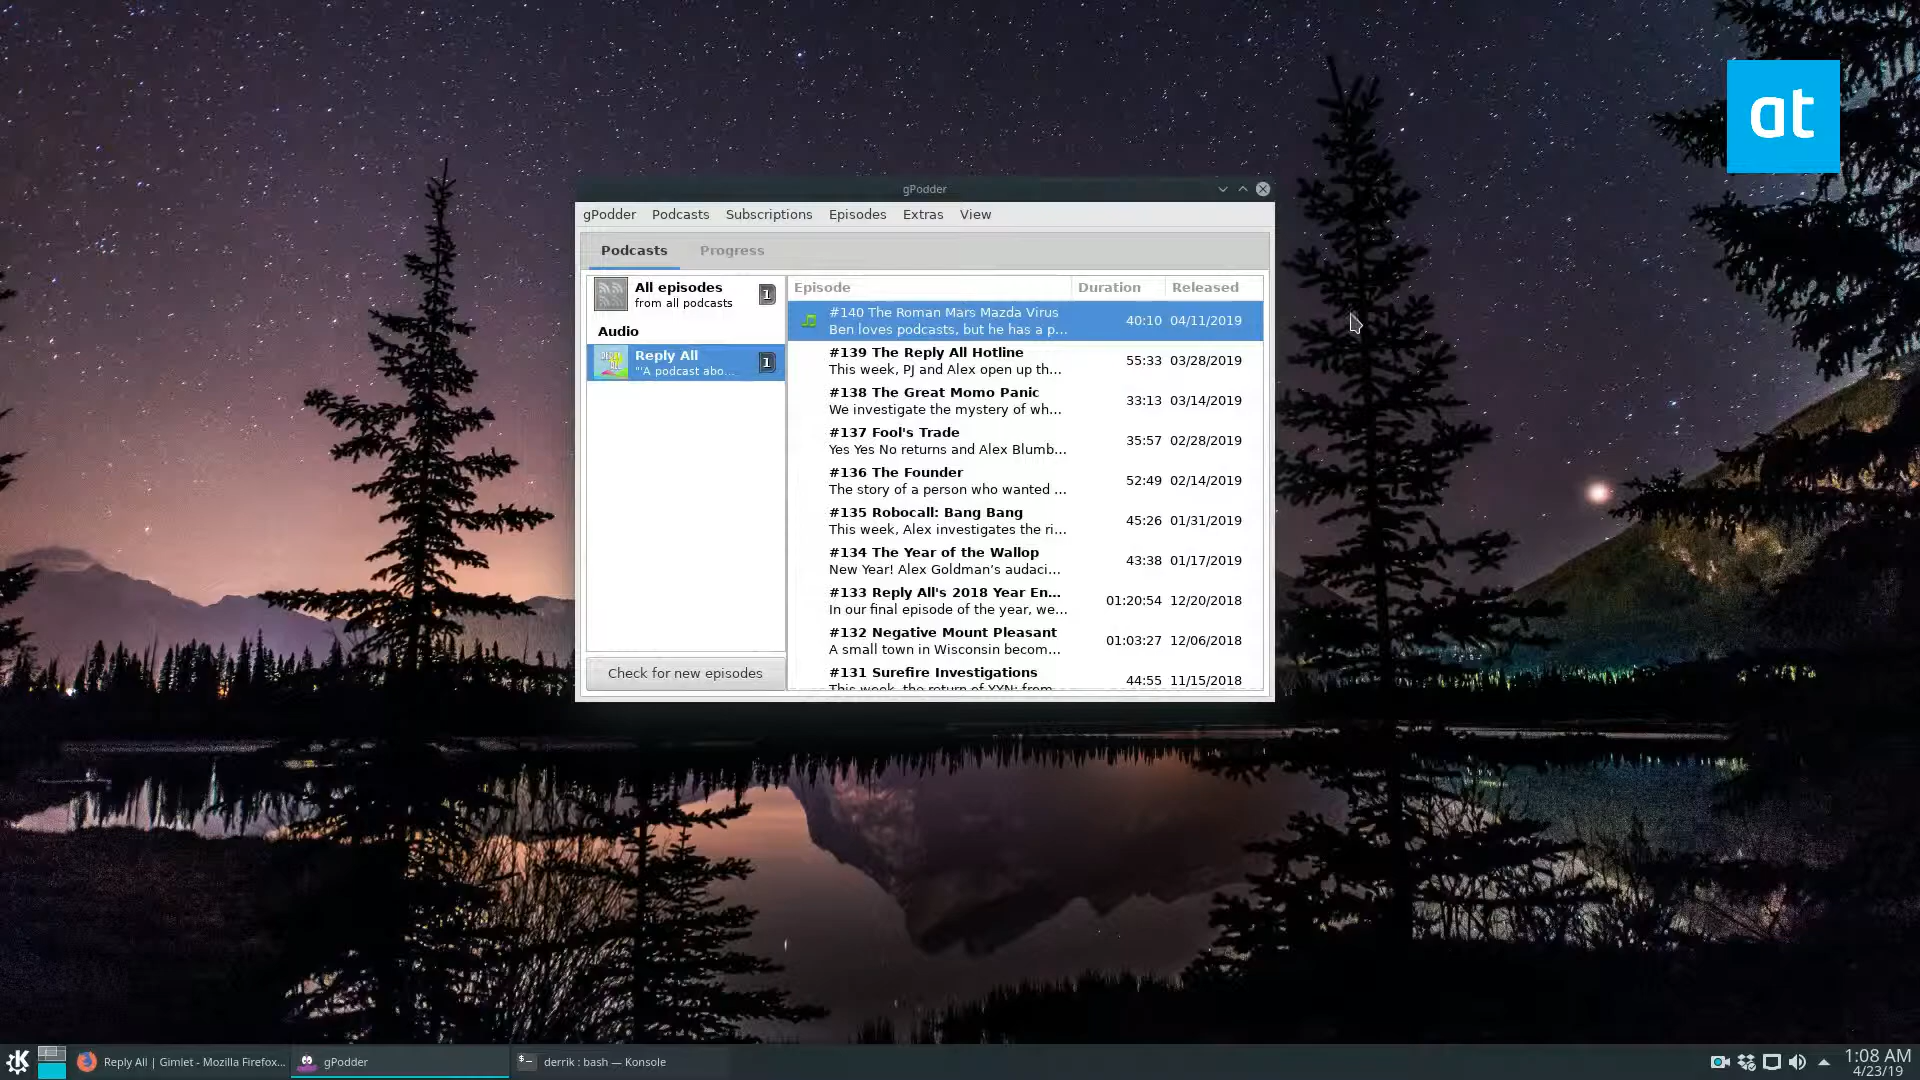 at
gPodder
gPodder Podcasts Subscriptions Episodes Extras View
Podcasts Progress
All episodes
from all podcasts
1
Audio
Reply All
"'A podcast abo...
1
Check for new episodes
Episode Duration Released
#140 The Roman Mars Mazda Virus
Ben loves podcasts, but he has a p...
40:10 04/11/2019
#139 The Reply All Hotline
This week, PJ and Alex open up th...
55:33 03/28/2019
#138 The Great Momo Panic
We investigate the mystery of wh...
33:13 03/14/2019
#137 Fool's Trade
Yes Yes No returns and Alex Blumb...
35:57 02/28/2019
#136 The Founder
The story of a person who wanted ...
52:49 02/14/2019
#135 Robocall: Bang Bang
This week, Alex investigates the ri...
45:26 01/31/2019
#134 The Year of the Wallop
New Year! Alex Goldman’s audaci...
43:38 01/17/2019
#133 Reply All's 2018 Year En...
In our final episode of the year, we...
01:20:54 12/20/2018
#132 Negative Mount Pleasant
A small town in Wisconsin becom...
01:03:27 12/06/2018
#131 Surefire Investigations
This week, the return of YYN: from
44:55 11/15/2018
Reply All | Gimlet - Mozilla Firefox...
gPodder
derrik : bash — Konsole
1:08 AM
4/23/19